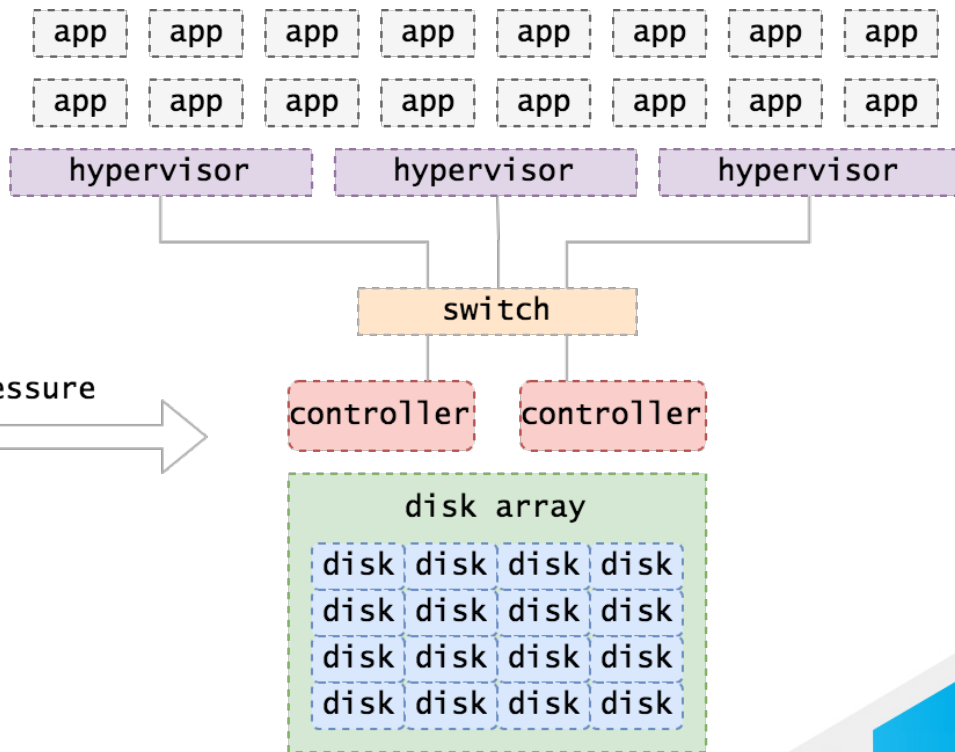 app app app app app app app app
app app app app app app app app
hypervisor hypervisor hypervisor
switch
essure
controller controller
disk array
disk disk disk disk
disk disk disk disk
disk disk disk disk
disk disk disk disk